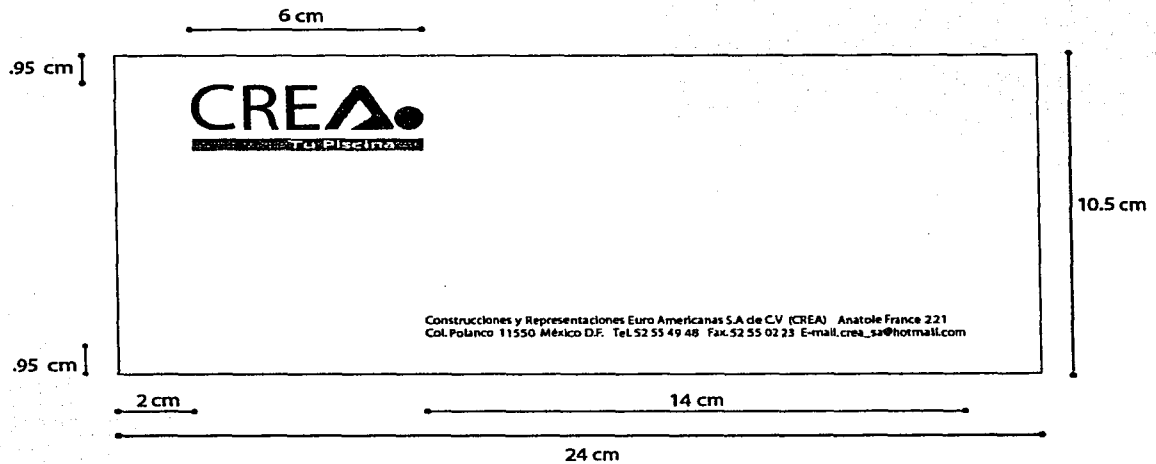 6 cm
.95 cm
CREA
Tu Piscina
10.5 cm
Construcciones y Representaciones Euro Americanas S.A de C.V (CREA) Anatole France 221
Col. Polanco 11550 México D.F. Tel. 52 55 49 48 Fax. 52 55 02 23 E-mail. crea_sa@hotmail.com
.95 cm
2 cm
14 cm
24 cm